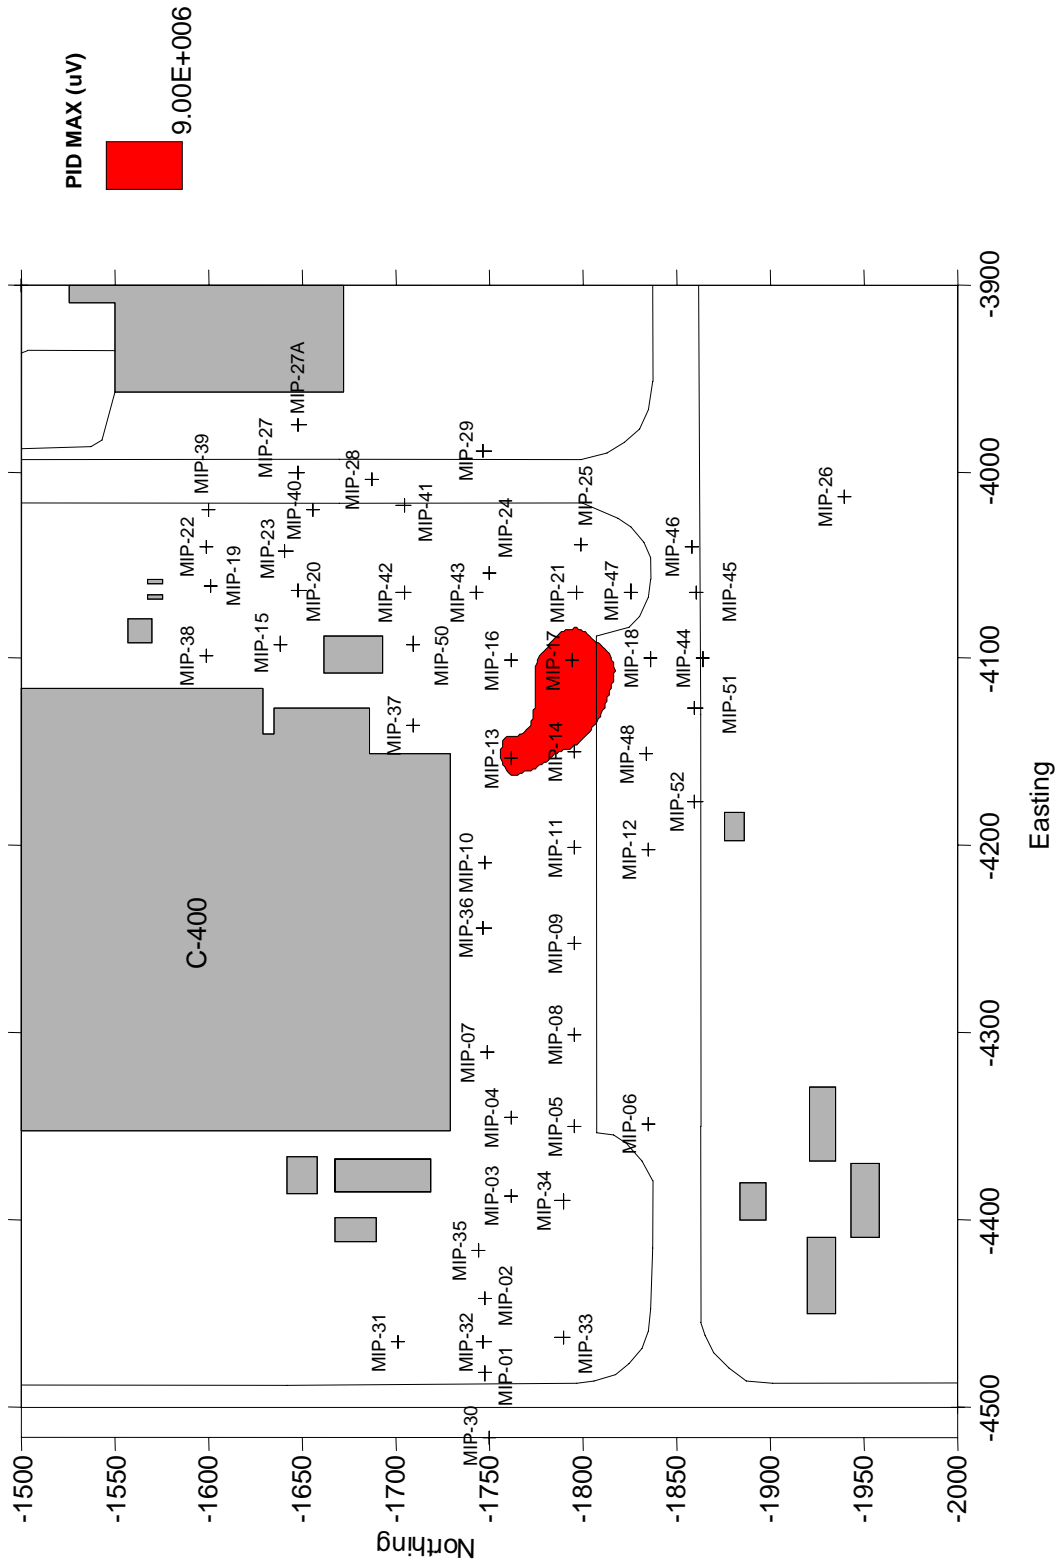 PID MAX (uV)
9.00E+006
C-400
MIP-38
MIP-22
MIP-39
MIP-19
MIP-15
MIP-23
MIP-27
MIP-27A
MIP-20
MIP-40
MIP-28
MIP-31
MIP-37
MIP-42
MIP-41
MIP-50
MIP-30
MIP-32
MIP-35
MIP-07
MIP-36
MIP-10
MIP-43
MIP-29
MIP-01
MIP-02
MIP-03
MIP-04
MIP-13
MIP-16
MIP-24
MIP-34
MIP-05
MIP-08
MIP-09
MIP-11
MIP-14
MIP-17
MIP-21
MIP-25
MIP-33
MIP-06
MIP-12
MIP-48
MIP-18
MIP-47
MIP-52
MIP-44
MIP-46
MIP-51
MIP-45
MIP-26
-1500
-1550
-1600
-1650
-1700
-1750
-1800
-1850
-1900
-1950
-2000
Northing
-4500
-4400
-4300
-4200
-4100
-4000
-3900
Easting